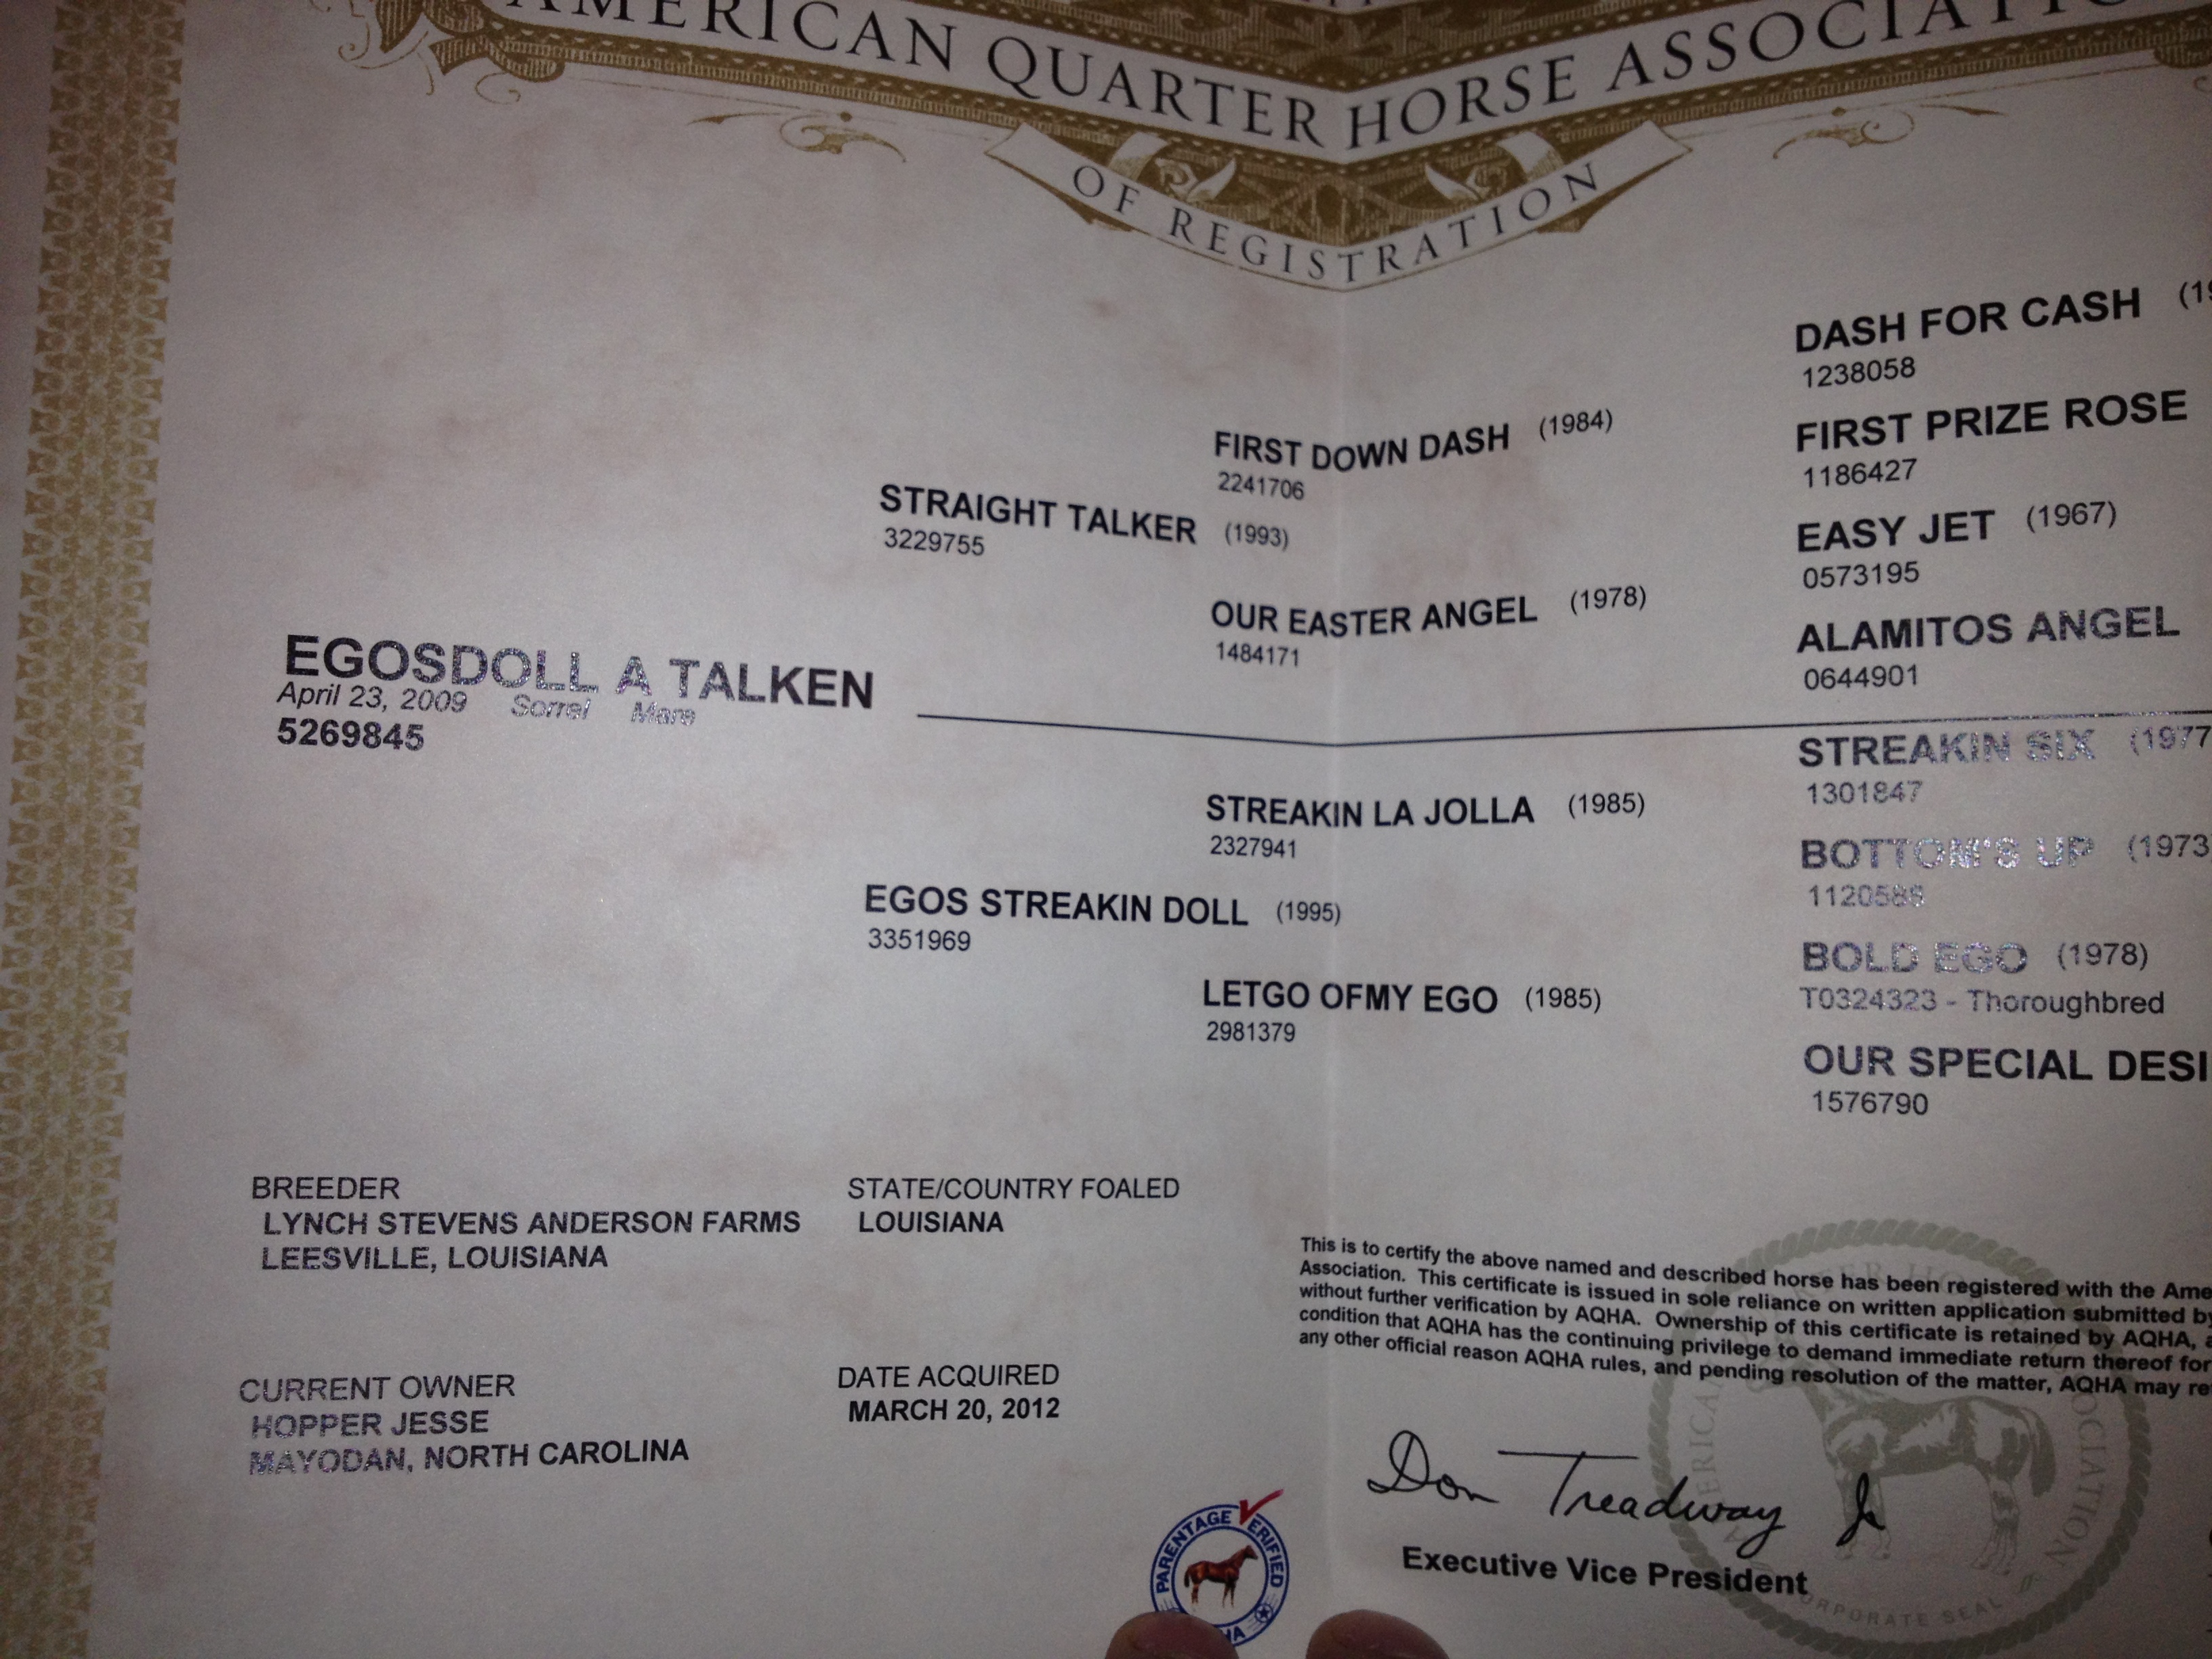 AMERICAN QUARTER HORSE ASSOCIATIO
OF REGISTRATION
DASH FOR CASH (19
1238058
FIRST DOWN DASH (1984)
2241706
FIRST PRIZE ROSE
1186427
STRAIGHT TALKER (1993)
3229755
EASY JET (1967)
0573195
OUR EASTER ANGEL (1978)
1484171
ALAMITOS ANGEL
0644901
EGOSDOLL A TALKEN
April 23, 2009 Sorrel Mare
5269845
STREAKIN SIX (1977
1301847
STREAKIN LA JOLLA (1985)
2327941
BOTTOM'S UP (1973
1120588
EGOS STREAKIN DOLL (1995)
3351969
BOLD EGO (1978)
T0324323 - Thoroughbred
LETGO OFMY EGO (1985)
2981379
OUR SPECIAL DESI
1576790
BREEDER
LYNCH STEVENS ANDERSON FARMS
LEESVILLE, LOUISIANA
STATE/COUNTRY FOALED
LOUISIANA
This is to certify the above named and described horse has been registered with the Ame
Association. This certificate is issued in sole reliance on written application submitted by
without further verification by AQHA. Ownership of this certificate is retained by AQHA, a
condition that AQHA has the continuing privilege to demand immediate return thereof for
any other official reason AQHA rules, and pending resolution of the matter, AQHA may re
CURRENT OWNER
HOPPER JESSE
MAYODAN, NORTH CAROLINA
DATE ACQUIRED
MARCH 20, 2012
Don Treadway Jr
Executive Vice President
PARENTAGE VERIFIED
ORPORATE SEAL